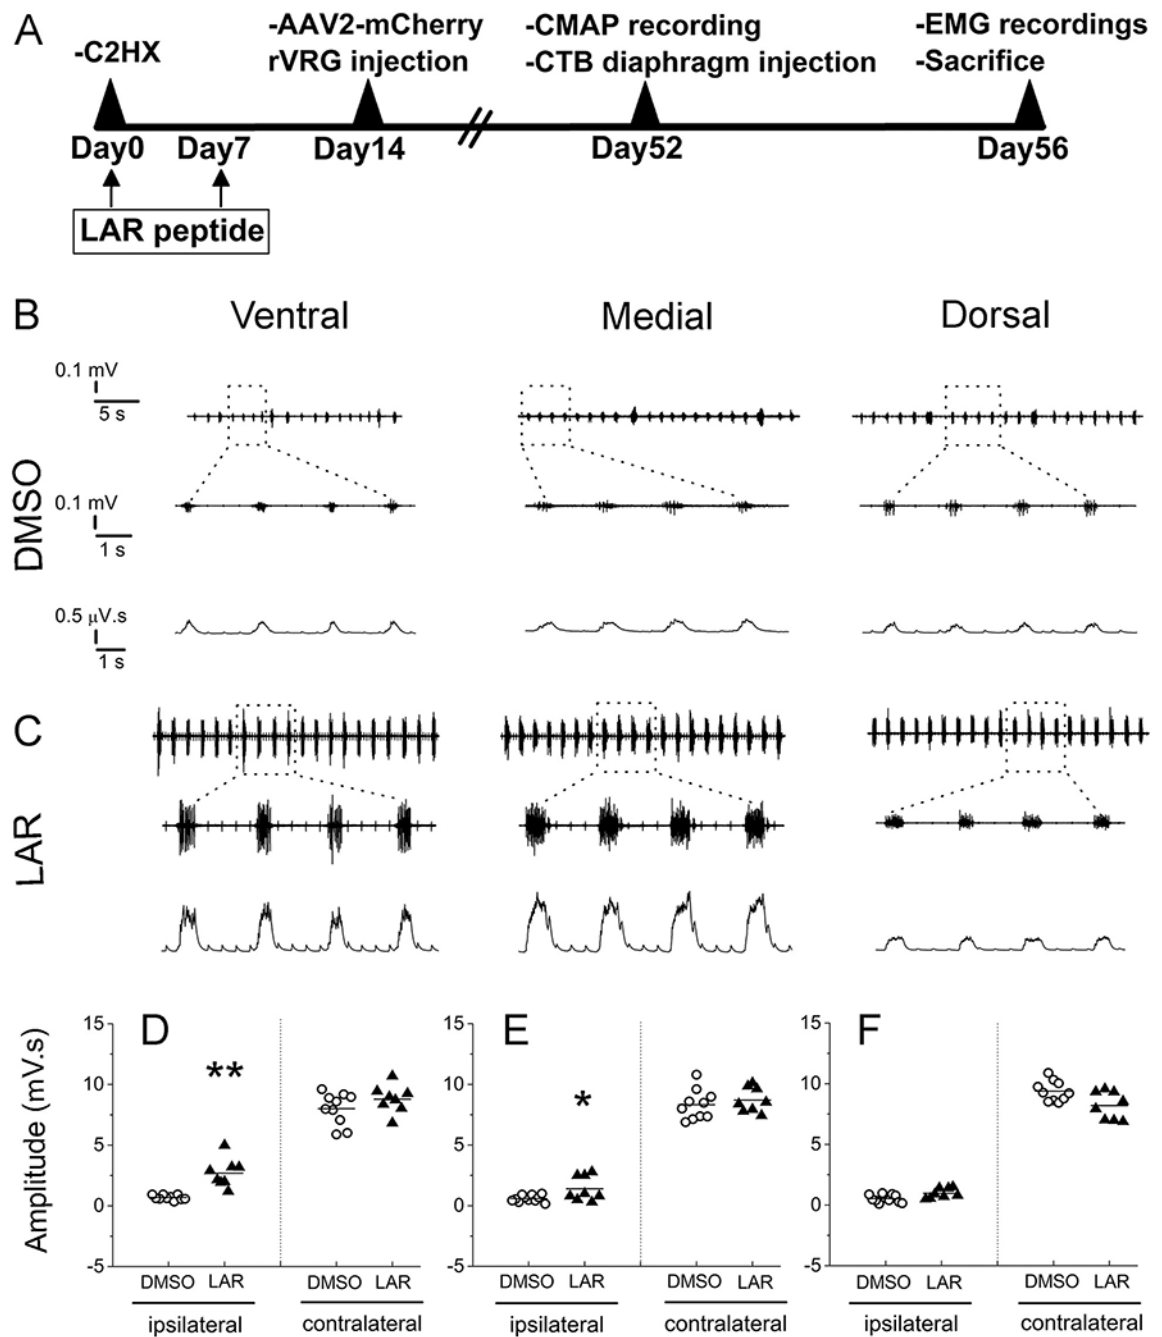 A
-C2HX
-AAV2-mCherry
rVRG injection
-CMAP recording
-CTB diaphragm injection
-EMG recordings
-Sacrifice
Day0 Day7 Day14 Day52 Day56
LAR peptide
B
Ventral Medial Dorsal
DMSO
0.1 mV
5 s
0.1 mV
1 s
0.5 μV.s
1 s
C
LAR
Amplitude (mV.s)
D
15
10
5
0
-5
**
DMSO LAR DMSO LAR
ipsilateral contralateral
E
15
10
5
0
-5
*
DMSO LAR DMSO LAR
ipsilateral contralateral
F
15
10
5
0
-5
DMSO LAR DMSO LAR
ipsilateral contralateral